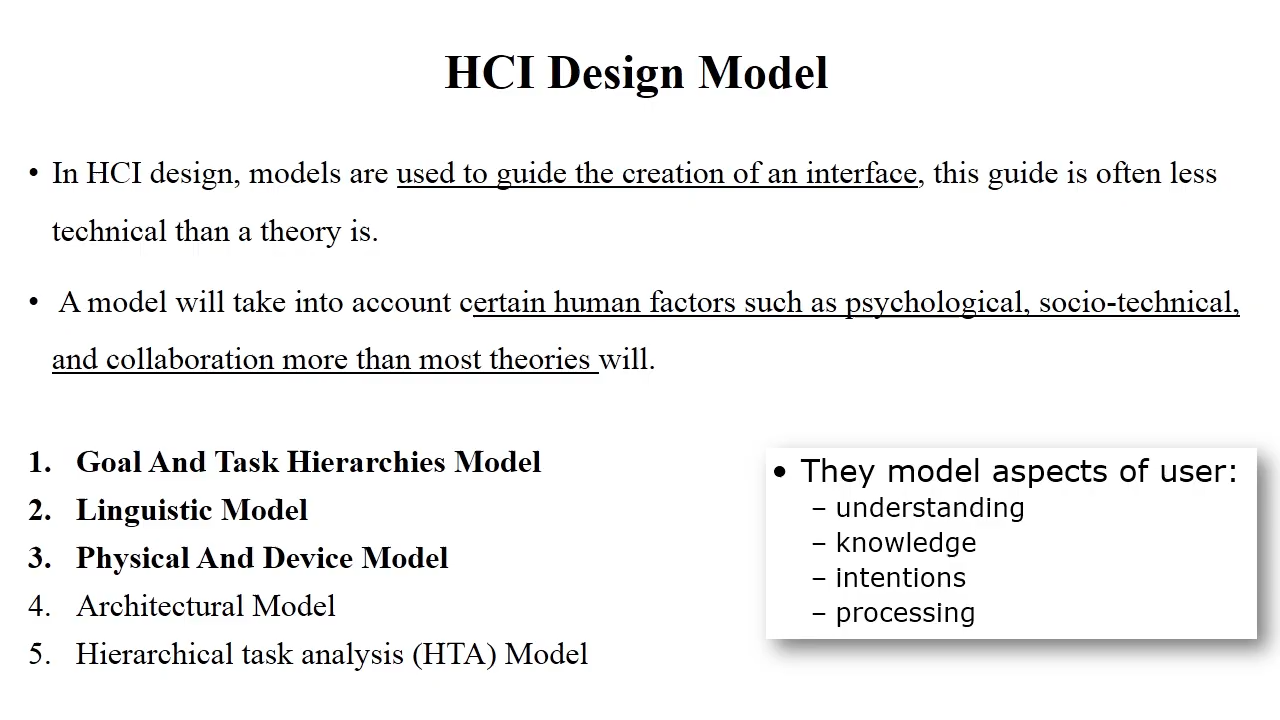 HCI Design Model
• In HCI design, models are used to guide the creation of an interface, this guide is often less
technical than a theory is.
• A model will take into account certain human factors such as psychological, socio-technical,
and collaboration more than most theories will.
1. Goal And Task Hierarchies Model
2. Linguistic Model
3. Physical And Device Model
4. Architectural Model
5. Hierarchical task analysis (HTA) Model
• They model aspects of user:
– understanding
– knowledge
– intentions
– processing